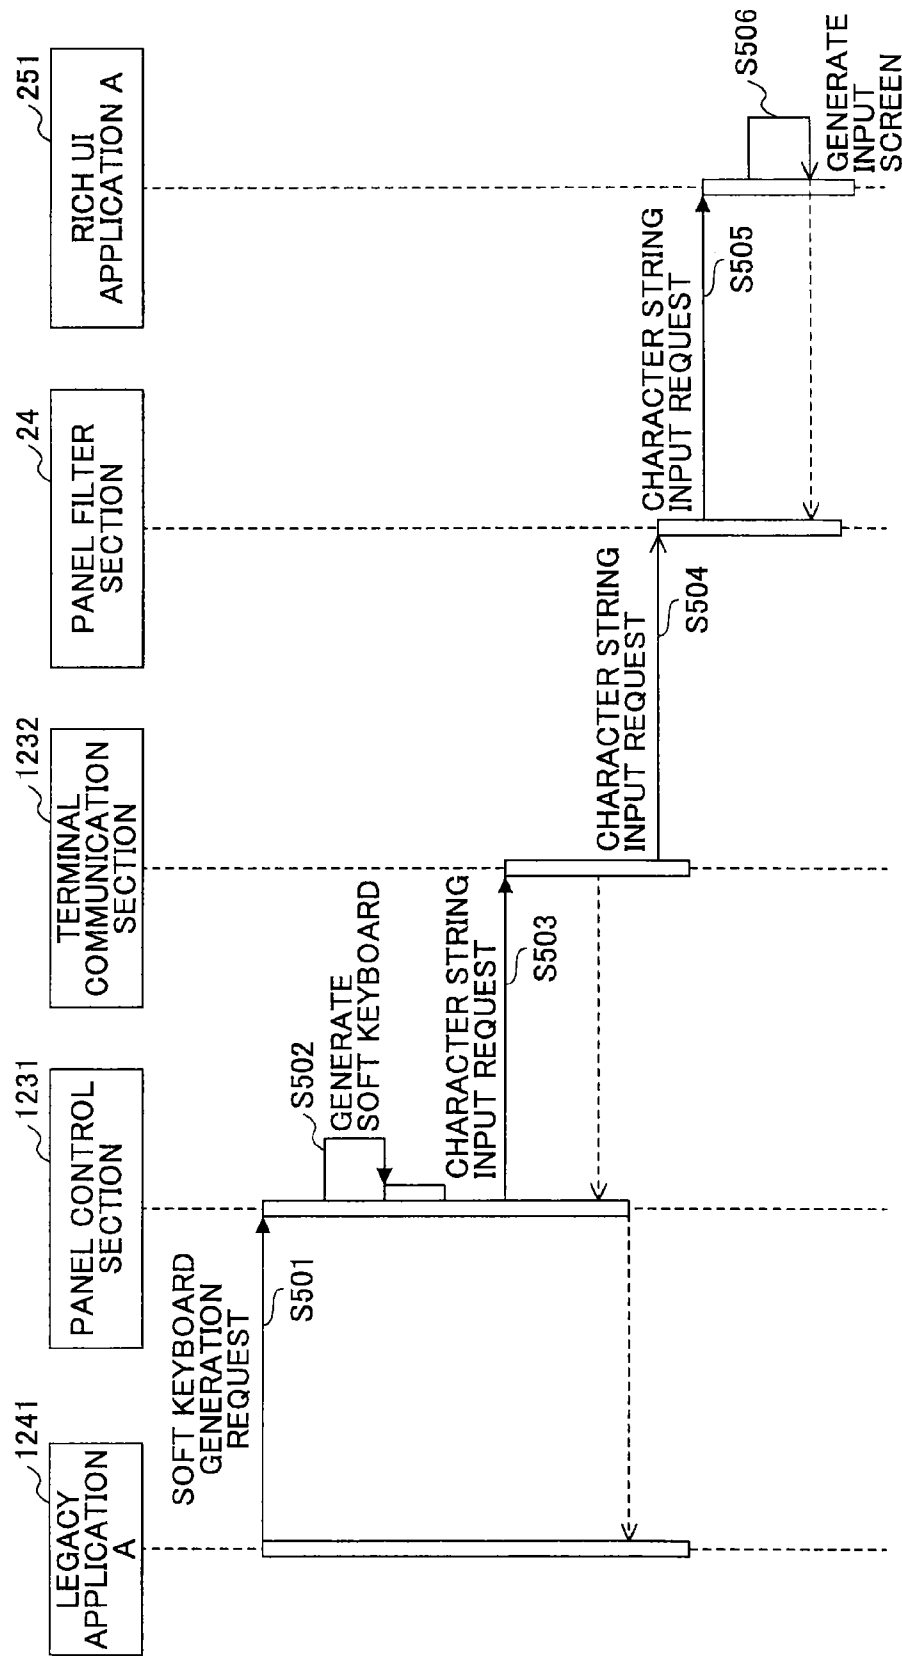 1241
LEGACY
APPLICATION
A
1231
PANEL CONTROL
SECTION
1232
TERMINAL
COMMUNICATION
SECTION
24
PANEL FILTER
SECTION
251
RICH UI
APPLICATION A
SOFT KEYBOARD
GENERATION
REQUEST
S501
S502
GENERATE
SOFT KEYBOARD
CHARACTER STRING
INPUT REQUEST
S503
CHARACTER STRING
INPUT REQUEST
S504
CHARACTER STRING
INPUT REQUEST
S505
S506
GENERATE
INPUT
SCREEN